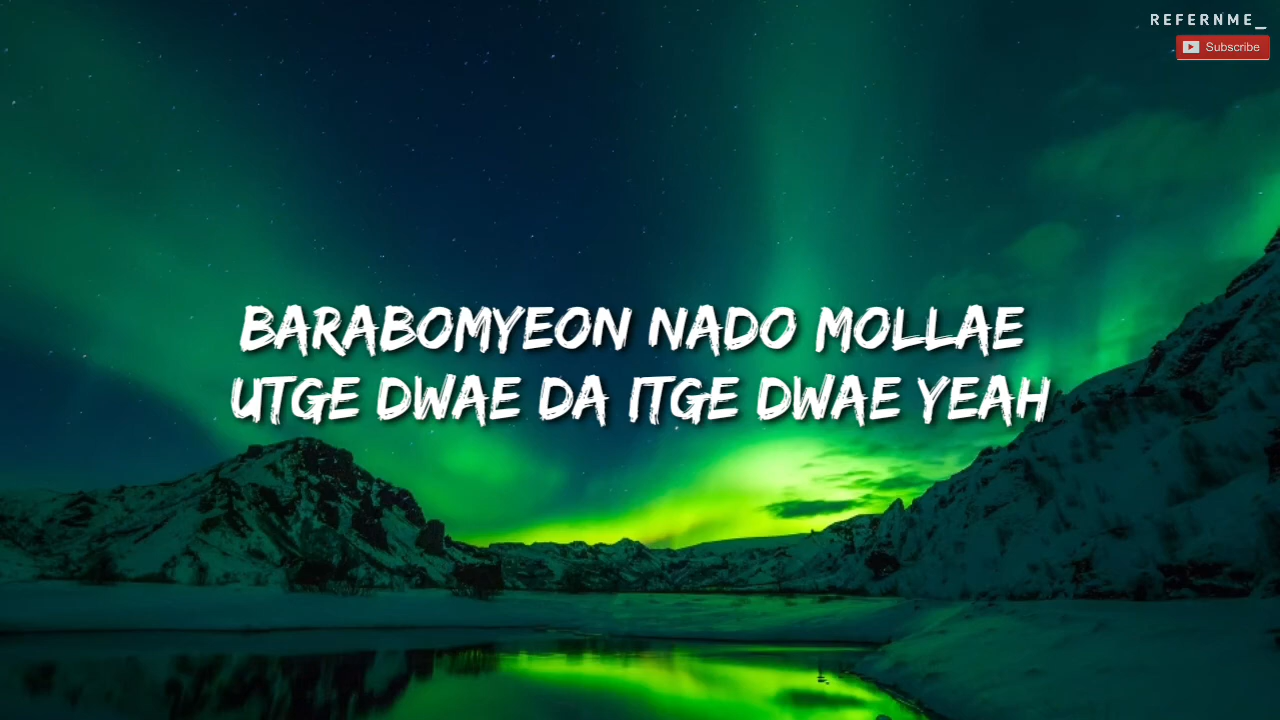 REFERNME_
Subscribe
BARABOMYEON NADO MOLLAE
UTGE DWAE DA ITGE DWAE YEAH